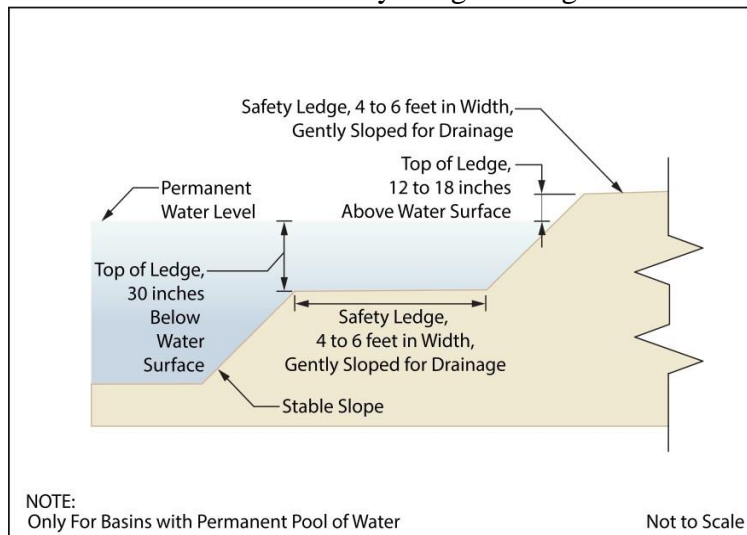 Safety Ledge, 4 to 6 feet in Width,
Gently Sloped for Drainage
Top of Ledge,
12 to 18 inches
Above Water Surface
Permanent
Water Level
Top of Ledge,
30 inches
Below
Water
Surface
Safety Ledge,
4 to 6 feet in Width,
Gently Sloped for Drainage
Stable Slope
NOTE:
Only For Basins with Permanent Pool of Water
Not to Scale